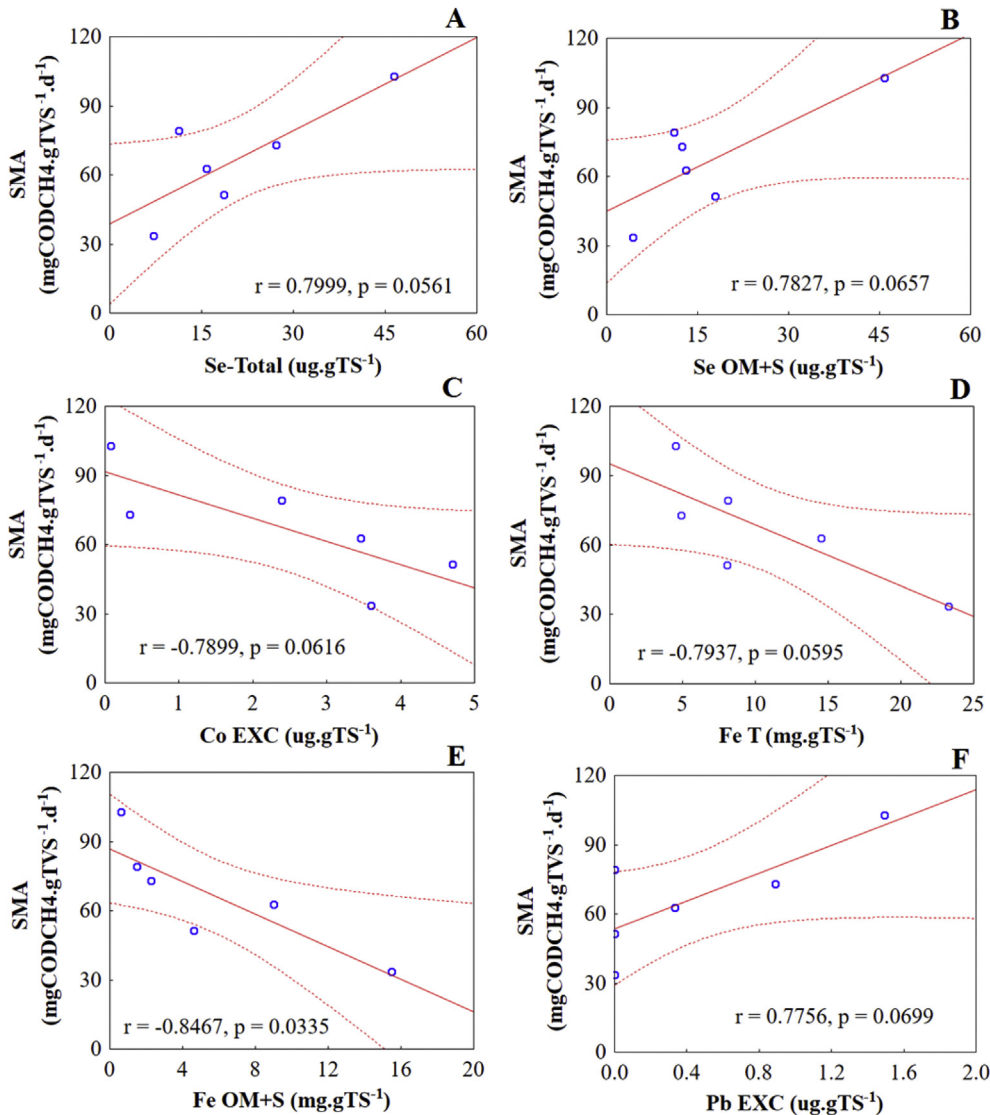 A
SMA
(mgCODCH4.gTVS⁻¹.d⁻¹)
120
90
60
30
0
r = 0.7999, p = 0.0561
0 15 30 45 60
Se-Total (ug.gTS⁻¹)
B
SMA
(mgCODCH4.gTVS⁻¹.d⁻¹)
120
90
60
30
0
r = 0.7827, p = 0.0657
0 15 30 45 60
Se OM+S (ug.gTS⁻¹)
C
SMA
(mgCODCH4.gTVS⁻¹.d⁻¹)
120
90
60
30
0
r = -0.7899, p = 0.0616
0 1 2 3 4 5
Co EXC (ug.gTS⁻¹)
D
SMA
(mgCODCH4.gTVS⁻¹.d⁻¹)
120
90
60
30
0
r = -0.7937, p = 0.0595
0 5 10 15 20 25
Fe T (mg.gTS⁻¹)
E
SMA
(mgCODCH4.gTVS⁻¹.d⁻¹)
120
90
60
30
0
r = -0.8467, p = 0.0335
0 4 8 12 16 20
Fe OM+S (mg.gTS⁻¹)
F
SMA
(mgCODCH4.gTVS⁻¹.d⁻¹)
120
90
60
30
0
r = 0.7756, p = 0.0699
0.0 0.4 0.8 1.2 1.6 2.0
Pb EXC (ug.gTS⁻¹)